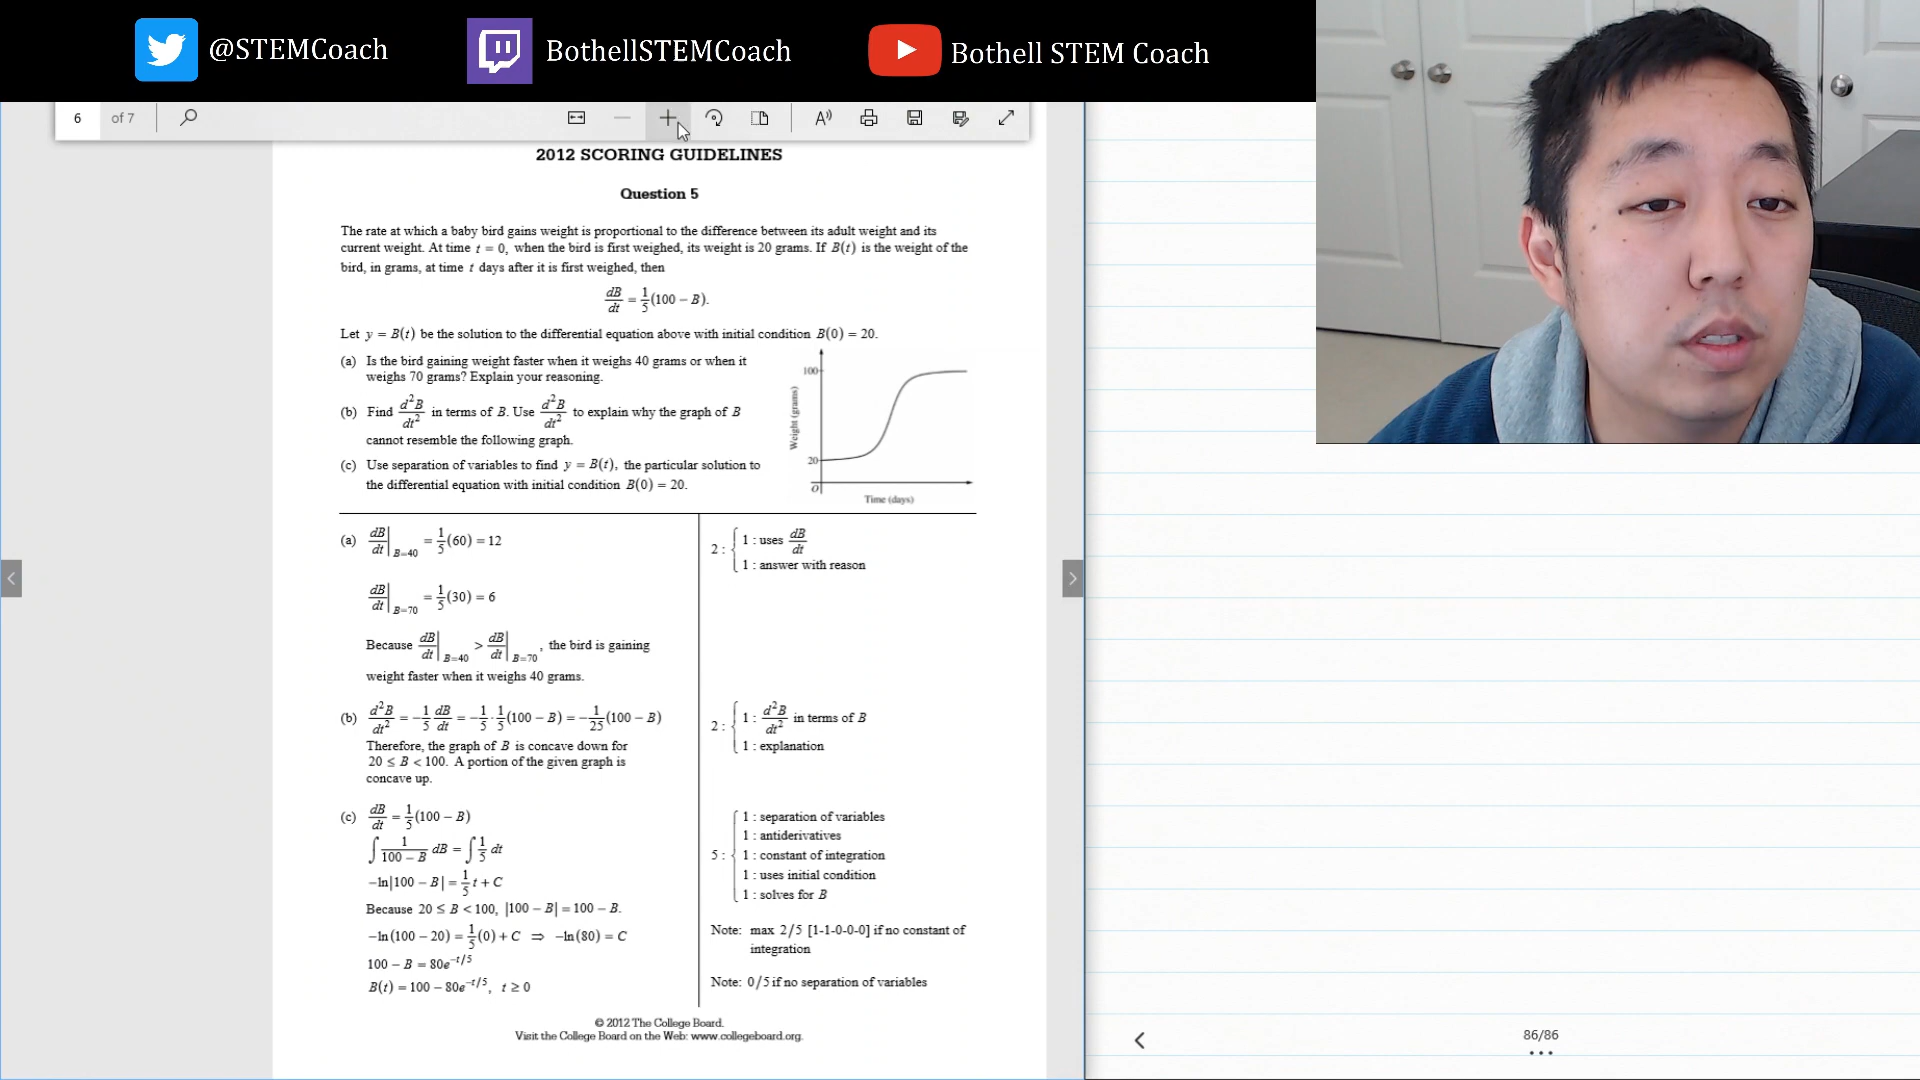 @STEMCoach
BothellSTEMCoach
Bothell STEM Coach
6 of 7
2012 SCORING GUIDELINES
Question 5
The rate at which a baby bird gains weight is proportional to the difference between its adult weight and its
current weight. At time t = 0, when the bird is first weighed, its weight is 20 grams. If B(t) is the weight of the
bird, in grams, at time t days after it is first weighed, then
dB/dt = 1/5(100 − B).
Let y = B(t) be the solution to the differential equation above with initial condition B(0) = 20.
(a) Is the bird gaining weight faster when it weighs 40 grams or when it
weighs 70 grams? Explain your reasoning.
(b) Find d²B/dt² in terms of B. Use d²B/dt² to explain why the graph of B
cannot resemble the following graph.
(c) Use separation of variables to find y = B(t), the particular solution to
the differential equation with initial condition B(0) = 20.
100
Weight (grams)
20
O
Time (days)
(a) dB/dt|B=40 = 1/5(60) = 12
dB/dt|B=70 = 1/5(30) = 6
Because dB/dt|B=40 > dB/dt|B=70, the bird is gaining
weight faster when it weighs 40 grams.
2 : { 1 : uses dB/dt
1 : answer with reason
(b) d²B/dt² = −1/5 dB/dt = −1/5 · 1/5(100 − B) = −1/25(100 − B)
Therefore, the graph of B is concave down for
20 ≤ B < 100. A portion of the given graph is
concave up.
2 : { 1 : d²B/dt² in terms of B
1 : explanation
(c) dB/dt = 1/5(100 − B)
∫ 1/(100 − B) dB = ∫ 1/5 dt
−ln|100 − B| = 1/5 t + C
Because 20 ≤ B < 100, |100 − B| = 100 − B.
−ln(100 − 20) = 1/5(0) + C ⇒ −ln(80) = C
100 − B = 80e^(−t/5)
B(t) = 100 − 80e^(−t/5), t ≥ 0
5 : { 1 : separation of variables
1 : antiderivatives
1 : constant of integration
1 : uses initial condition
1 : solves for B
Note: max 2/5 [1-1-0-0-0] if no constant of
integration
Note: 0/5 if no separation of variables
© 2012 The College Board.
Visit the College Board on the Web: www.collegeboard.org.
86/86